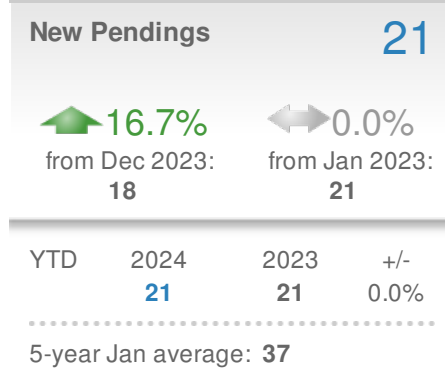 New Pendings 21
16.7% 0.0%
from Dec 2023: from Jan 2023:
18 21
YTD 2024 2023 +/-
21 21 0.0%
5-year Jan average: 37